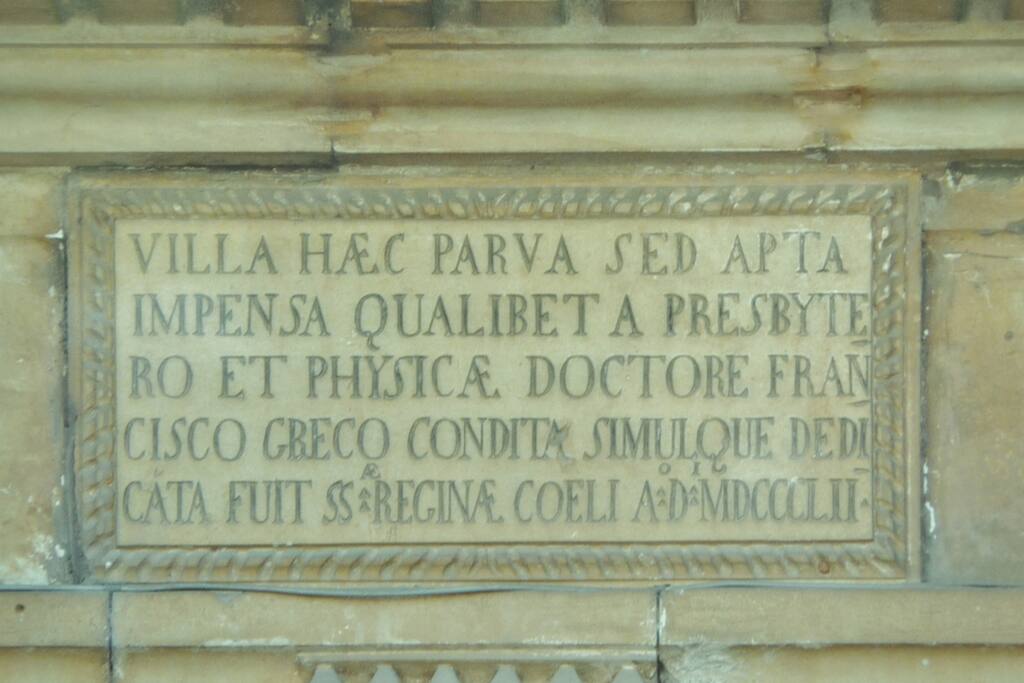 VILLA HÆC PARVA SED APTA
IMPENSA QUALIBET A PRESBYTE
RO ET PHYSICÆ DOCTORE FRAN
CISCO GRECO CONDITA SIMULQUE DEDI
CATA FUIT SS:Æ REGINÆ COELI A:O D:I MDCCCLII